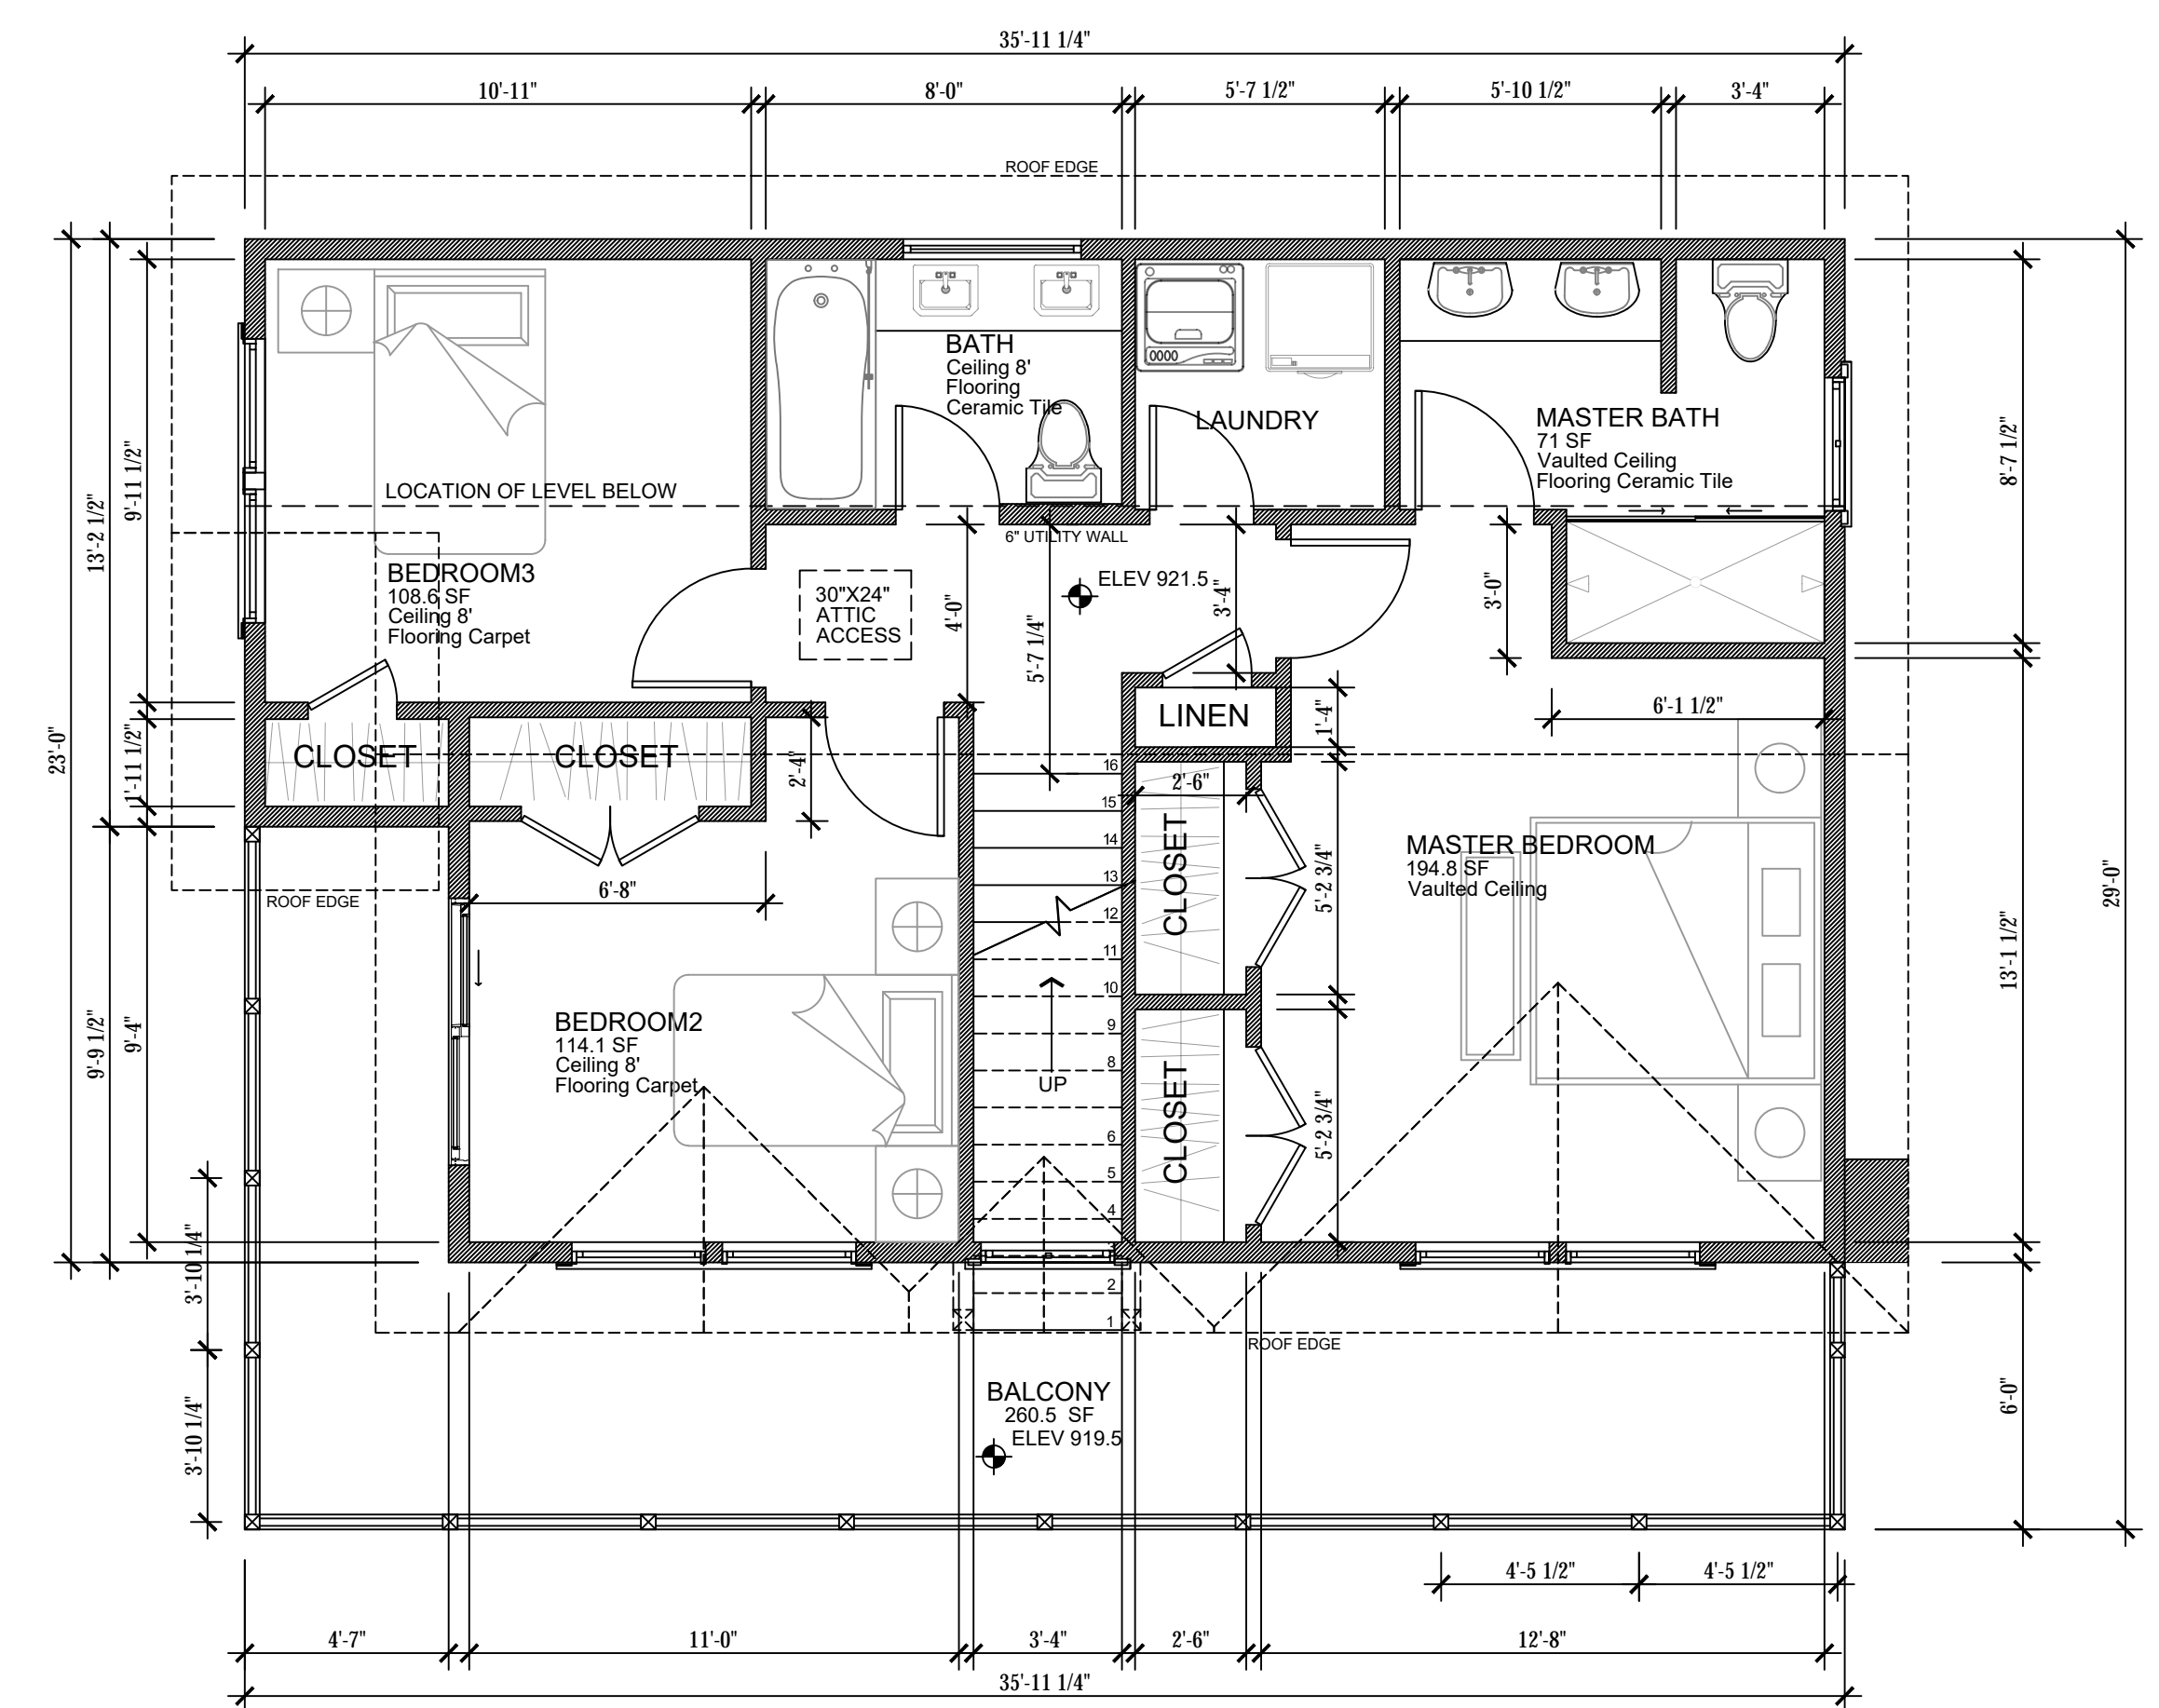 35'-11 1/4"
10'-11"
8'-0"
5'-7 1/2"
5'-10 1/2"
3'-4"
ROOF EDGE
BATH
Ceiling 8'
Flooring
Ceramic Tile
LAUNDRY
MASTER BATH
71 SF
Vaulted Ceiling
Flooring Ceramic Tile
LOCATION OF LEVEL BELOW
6" UTILITY WALL
BEDROOM3
108.6 SF
Ceiling 8'
Flooring Carpet
30"X24"
ATTIC
ACCESS
ELEV 921.5
4'-0"
5'-7 1/4"
3'-4"
3'-0"
23'-0"
13'-2 1/2"
9'-11 1/2"
1'-11 1/2"
9'-9 1/2"
9'-4"
3'-10 1/4"
3'-10 1/4"
8'-7 1/2"
13'-1 1/2"
6'-0"
29'-0"
CLOSET
CLOSET
LINEN
2'-4"
1'-4"
6'-1 1/2"
2'-6"
6'-8"
ROOF EDGE
CLOSET
5'-2 3/4"
MASTER BEDROOM
194.8 SF
Vaulted Ceiling
16
15
14
13
12
11
10
9
8
6
5
4
2
1
UP
BEDROOM2
114.1 SF
Ceiling 8'
Flooring Carpet
CLOSET
5'-2 3/4"
ROOF EDGE
BALCONY
260.5 SF
ELEV 919.5
4'-5 1/2"
4'-5 1/2"
4'-7"
11'-0"
3'-4"
2'-6"
12'-8"
35'-11 1/4"